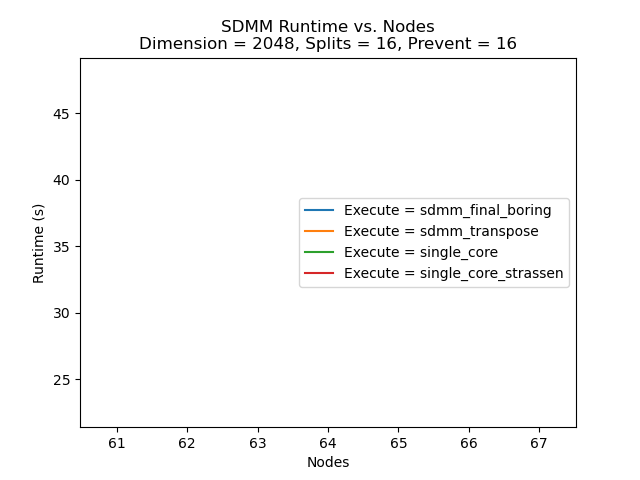 SDMM Runtime vs. Nodes
Dimension = 2048, Splits = 16, Prevent = 16
45
40
35
30
25
Runtime (s)
Execute = sdmm_final_boring
Execute = sdmm_transpose
Execute = single_core
Execute = single_core_strassen
61 62 63 64 65 66 67
Nodes